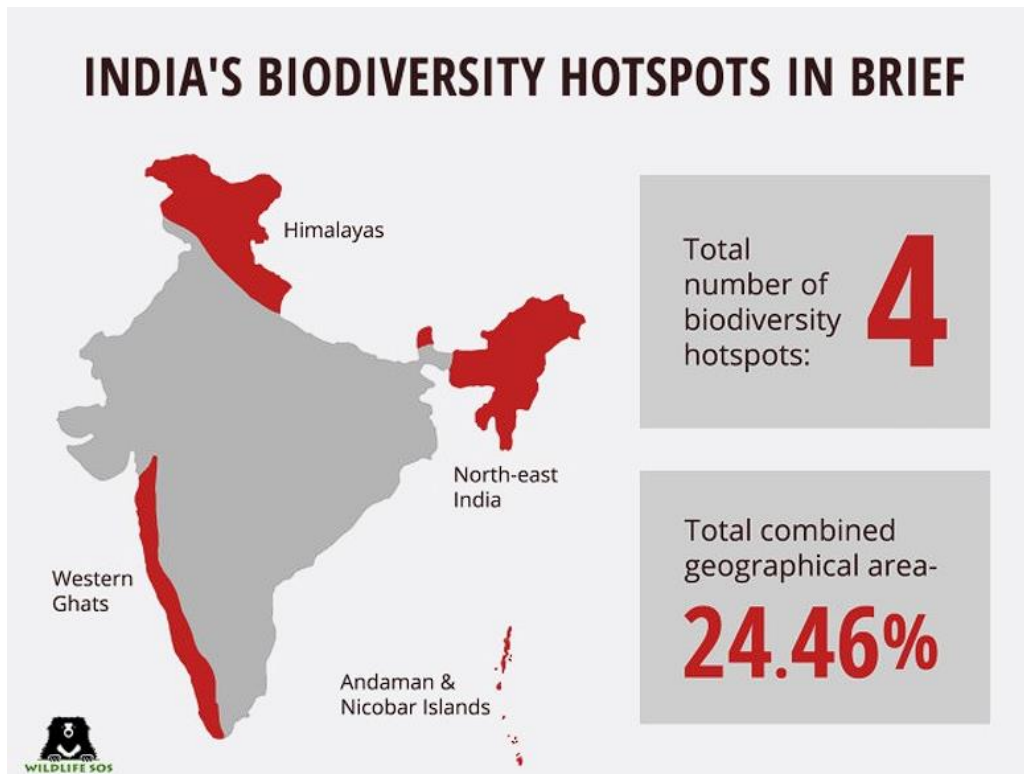 INDIA'S BIODIVERSITY HOTSPOTS IN BRIEF
Himalayas
North-east
India
Western
Ghats
Andaman &
Nicobar Islands
Total
number of
biodiversity
hotspots:
4
Total combined
geographical area-
24.46%
WILDLIFE SOS